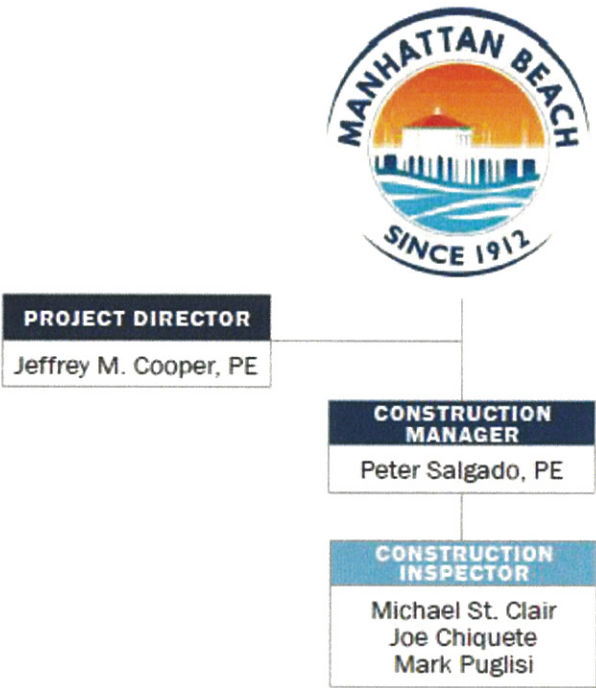 MANHATTAN BEACH
SINCE 1912
PROJECT DIRECTOR
Jeffrey M. Cooper, PE
CONSTRUCTION
MANAGER
Peter Salgado, PE
CONSTRUCTION
INSPECTOR
Michael St. Clair
Joe Chiquete
Mark Puglisi